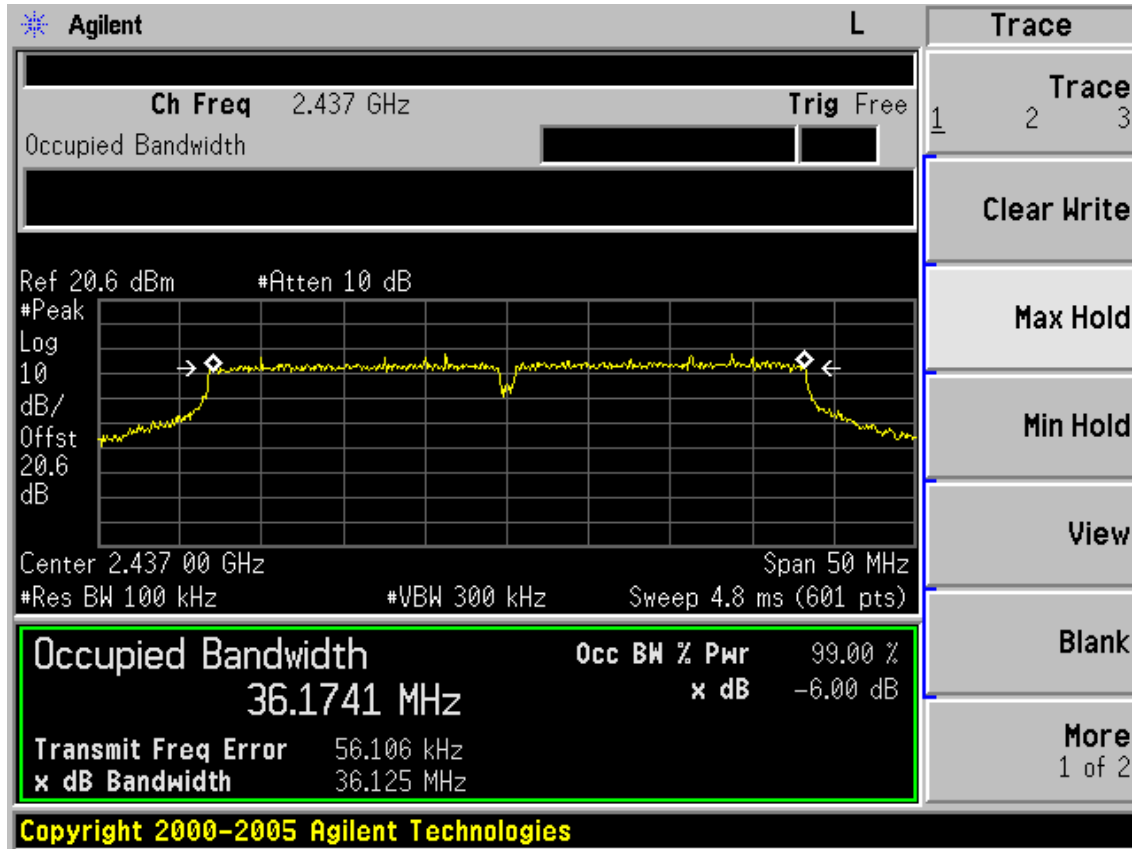 Agilent L Trace
Ch Freq 2.437 GHz Trig Free
Occupied Bandwidth
Trace
1 2 3
Clear Write
Ref 20.6 dBm #Atten 10 dB
#Peak
Log
10
dB/
Offst
20.6
dB
Max Hold
Min Hold
View
Center 2.437 00 GHz Span 50 MHz
#Res BW 100 kHz #VBW 300 kHz Sweep 4.8 ms (601 pts)
Occupied Bandwidth Occ BW % Pwr 99.00 %
36.1741 MHz x dB -6.00 dB
Transmit Freq Error 56.106 kHz
x dB Bandwidth 36.125 MHz
Blank
More
1 of 2
Copyright 2000-2005 Agilent Technologies